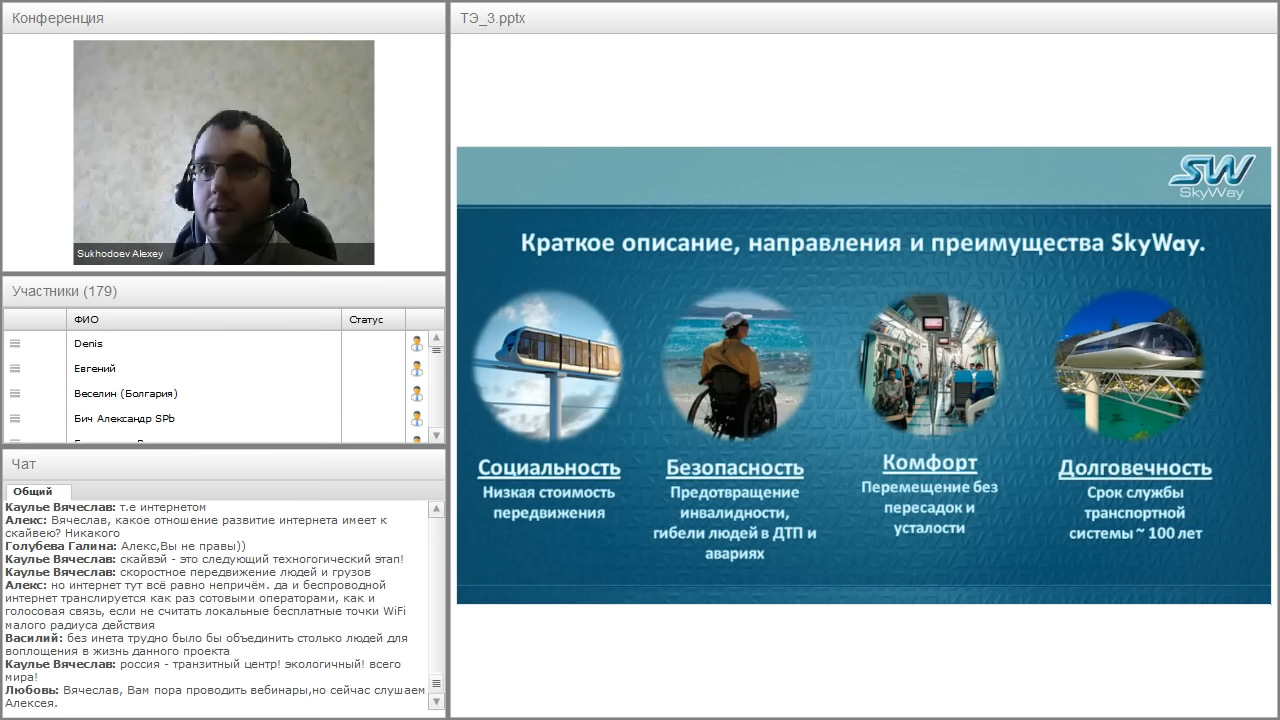 Конференция
Sukhodoev Alexey
Участники (179)
ФИО
Статус
Denis
Евгений
Веселин (Болгария)
Бич Александр SPb
Чат
Общий
Каулье Вячеслав: т.е интернетом
Алекс: Вячеслав, какое отношение развитие интернета имеет к
скайвею? Никакого
Голубева Галина: Алекс,Вы не правы))
Каулье Вячеслав: скайвэй - это следующий техногогический этап!
Каулье Вячеслав: скоростное передвижение людей и грузов
Алекс: но интернет тут всё равно непричём. да и беспроводной
интернет транслируется как раз сотовыми операторами, как и
голосовая связь, если не считать локальные бесплатные точки WiFi
малого радиуса действия
Василий: без инета трудно было бы объединить столько людей для
воплощения в жизнь данного проекта
Каулье Вячеслав: россия - транзитный центр! экологичный! всего
мира!
Любовь: Вячеслав, Вам пова проводить вебинары,но сейчас слушаем
Алексея.
ТЭ_3.pptx
SW
SkyWay
Краткое описание, направления и преимущества SkyWay.
Социальность
Низкая стоимость
передвижения
Безопасность
Предотвращение
инвалидности,
гибели людей в ДТП и
авариях
Комфорт
Перемещение без
пересадок и
усталости
Долговечность
Срок службы
транспортной
системы ~ 100 лет